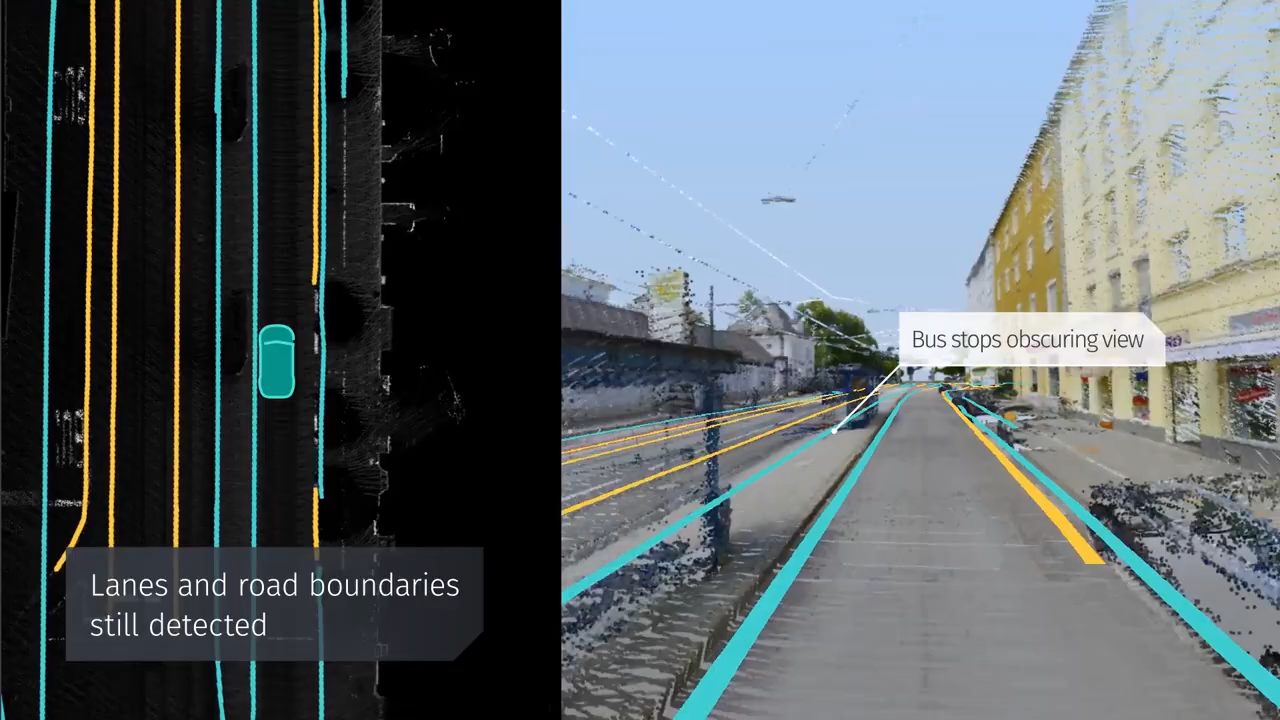 Bus stops obscuring view
Lanes and road boundaries
still detected